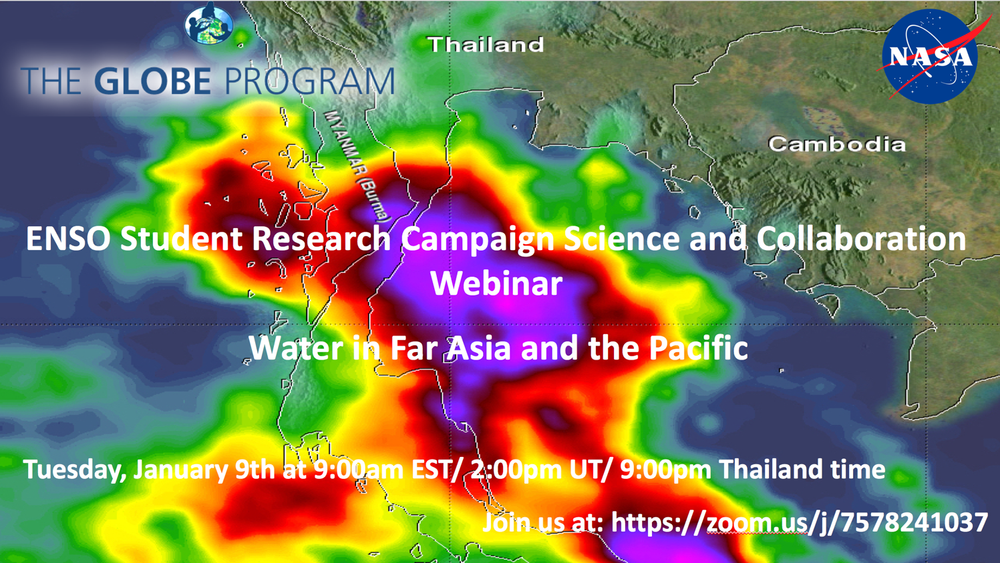 Thailand
NASA
THE GLOBE PROGRAM
MYANMAR (Burma)
Cambodia
ENSO Student Research Campaign Science and Collaboration
Webinar
Water in Far Asia and the Pacific
Tuesday, January 9th at 9:00am EST/ 2:00pm UT/ 9:00pm Thailand time
Join us at: https://zoom.us/j/7578241037